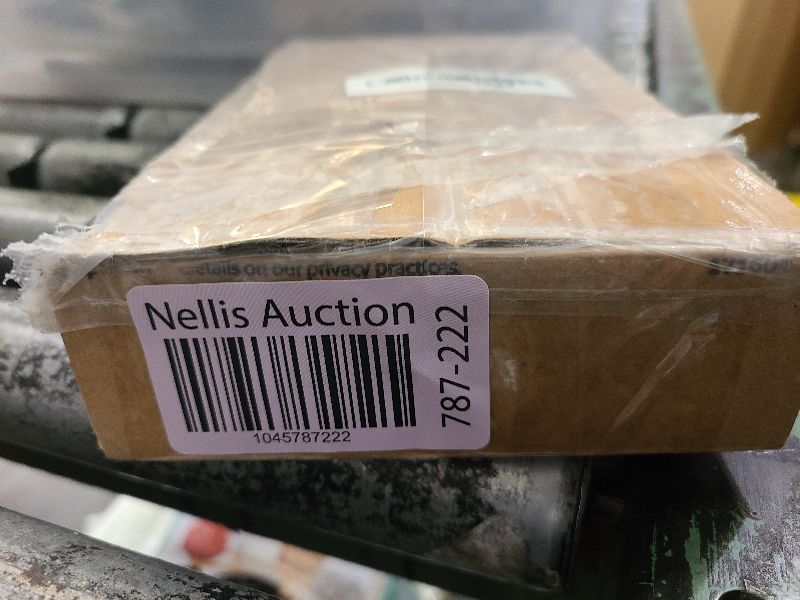 details on our privacy practices.
Nellis Auction
787-222
1045787222